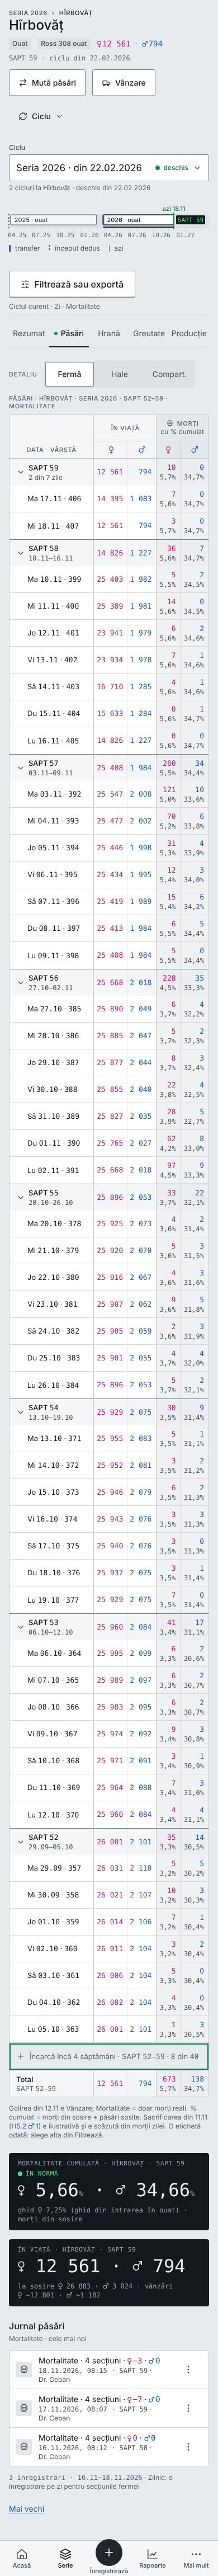 SERIA 2026 › HÎRBOVĂȚ
Hîrbovăț
Ouat Ross 308 ouat ♀12 561 · ♂794
SAPT 59 · ciclu din 22.02.2026
Mută păsări Vânzare
Ciclu
Ciclu
Seria 2026 · din 22.02.2026 deschis
2 cicluri la Hîrbovăț · deschis din 22.02.2026
azi 18.11
2025 · ouat 2026 · ouat SAPT 59
04.25 07.25 10.25 01.26 04.26 07.26 10.26 01.27
transfer început dedus azi
Filtrează sau exportă
Ciclul curent · Zi · Mortalitate
Rezumat Păsări Hrană Greutate Producție
DETALIU Fermă Hale Compart.
PĂSĂRI · HÎRBOVĂȚ · SERIA 2026 · SAPT 52–59 ·
MORTALITATE
DATA · VÂRSTĂ ÎN VIAȚĂ MORȚI
cu % cumulat
♀ ♂ ♀ ♂
SAPT 59 12 561 794 10 0
2 din 7 zile 5,7% 34,7%
Ma 17.11 · 406 14 395 1 083 7 0
5,7% 34,7%
Mi 18.11 · 407 12 561 794 3 0
5,7% 34,7%
SAPT 58 14 826 1 227 36 7
10.11–16.11 5,6% 34,7%
Ma 10.11 · 399 25 403 1 982 5 2
5,5% 34,5%
Mi 11.11 · 400 25 389 1 981 14 0
5,6% 34,5%
Jo 12.11 · 401 23 941 1 979 6 2
5,6% 34,6%
Vi 13.11 · 402 23 934 1 978 7 1
5,6% 34,6%
Sâ 14.11 · 403 16 710 1 285 4 1
5,6% 34,6%
Du 15.11 · 404 15 633 1 284 0 1
5,6% 34,7%
Lu 16.11 · 405 14 826 1 227 0 0
5,6% 34,7%
SAPT 57 25 408 1 984 260 34
03.11–09.11 5,5% 34,4%
Ma 03.11 · 392 25 547 2 008 121 10
5,0% 33,6%
Mi 04.11 · 393 25 477 2 002 70 6
5,2% 33,8%
Jo 05.11 · 394 25 446 1 998 31 4
5,3% 33,9%
Vi 06.11 · 395 25 434 1 995 12 3
5,4% 34,0%
Sâ 07.11 · 396 25 419 1 989 15 6
5,4% 34,2%
Du 08.11 · 397 25 413 1 984 6 5
5,5% 34,4%
Lu 09.11 · 398 25 408 1 984 5 0
5,5% 34,4%
SAPT 56 25 668 2 018 228 35
27.10–02.11 4,5% 33,3%
Ma 27.10 · 385 25 890 2 049 6 4
3,7% 32,2%
Mi 28.10 · 386 25 885 2 047 5 2
3,7% 32,3%
Jo 29.10 · 387 25 877 2 044 8 3
3,7% 32,4%
Vi 30.10 · 388 25 855 2 040 22 4
3,8% 32,5%
Sâ 31.10 · 389 25 827 2 035 28 5
3,9% 32,7%
Du 01.11 · 390 25 765 2 027 62 8
4,2% 33,0%
Lu 02.11 · 391 25 668 2 018 97 9
4,5% 33,3%
SAPT 55 25 896 2 053 33 22
20.10–26.10 3,7% 32,1%
Ma 20.10 · 378 25 925 2 073 4 2
3,6% 31,4%
Mi 21.10 · 379 25 920 2 070 5 3
3,6% 31,5%
Jo 22.10 · 380 25 916 2 067 4 3
3,6% 31,6%
Vi 23.10 · 381 25 907 2 062 9 5
3,6% 31,8%
Sâ 24.10 · 382 25 905 2 059 2 3
3,6% 31,9%
Du 25.10 · 383 25 901 2 055 4 4
3,7% 32,0%
Lu 26.10 · 384 25 896 2 053 5 2
3,7% 32,1%
SAPT 54 25 929 2 075 30 9
13.10–19.10 3,5% 31,4%
Ma 13.10 · 371 25 955 2 083 5 1
3,5% 31,1%
Mi 14.10 · 372 25 952 2 081 3 2
3,5% 31,2%
Jo 15.10 · 373 25 946 2 079 6 2
3,5% 31,3%
Vi 16.10 · 374 25 943 2 076 3 3
3,5% 31,3%
Sâ 17.10 · 375 25 940 2 076 3 0
3,5% 31,3%
Du 18.10 · 376 25 937 2 075 3 1
3,5% 31,4%
Lu 19.10 · 377 25 929 2 075 7 0
3,5% 31,4%
SAPT 53 25 960 2 084 41 17
06.10–12.10 3,4% 31,1%
Ma 06.10 · 364 25 995 2 099 6 2
3,3% 30,6%
Mi 07.10 · 365 25 989 2 097 6 2
3,3% 30,7%
Jo 08.10 · 366 25 983 2 095 6 2
3,3% 30,7%
Vi 09.10 · 367 25 974 2 092 9 3
3,4% 30,8%
Sâ 10.10 · 368 25 971 2 091 3 1
3,4% 30,9%
Du 11.10 · 369 25 964 2 088 7 3
3,4% 31,0%
Lu 12.10 · 370 25 960 2 084 4 4
3,4% 31,1%
SAPT 52 26 001 2 101 35 14
29.09–05.10 3,3% 30,5%
Ma 29.09 · 357 26 031 2 110 5 5
3,2% 30,2%
Mi 30.09 · 358 26 021 2 107 10 3
3,2% 30,3%
Jo 01.10 · 359 26 014 2 106 7 1
3,2% 30,4%
Vi 02.10 · 360 26 011 2 104 3 2
3,2% 30,4%
Sâ 03.10 · 361 26 006 2 104 5 0
3,3% 30,4%
Du 04.10 · 362 26 002 2 104 4 0
3,3% 30,4%
Lu 05.10 · 363 26 001 2 101 1 3
3,3% 30,5%
Încarcă încă 4 săptămâni · SAPT 52–59 · 8 din 40
Total 12 561 794 673 138
SAPT 52–59 5,7% 34,7%
Golirea din 12.11 e Vânzare; Mortalitate = doar morți reali. %
cumulat = morți din sosire ÷ păsări sosite. Sacrificarea din 11.11
(H5.2 ♂ 1) e ilustrativă și e scăzută din morții zilei. O etichetă
odată: alege alta din Filtrează.
MORTALITATE CUMULATĂ · HÎRBOVĂȚ · SAPT 59
ÎN NORMĂ
♀ 5,66% · ♂ 34,66%
ghid ♀ 7,25% (ghid din intrarea în ouat) ·
morți din sosire
ÎN VIAȚĂ · HÎRBOVĂȚ · SAPT 59
♀ 12 561 · ♂ 794
la sosire ♀ 26 883 · ♂ 3 024 · vânzări
♀ −12 801 · ♂ −1 182
Jurnal păsări
Mortalitate · cele mai noi
Mortalitate · 4 secțiuni · ♀−3 · ♂0
18.11.2026, 08:15 · SAPT 59 ·
Dr. Ceban
Mortalitate · 4 secțiuni · ♀−7 · ♂0
17.11.2026, 08:07 · SAPT 59 ·
Dr. Ceban
Mortalitate · 4 secțiuni · ♀0 · ♂0
16.11.2026, 08:12 · SAPT 58 ·
Dr. Ceban
3 înregistrări · 16.11–18.11.2026 · Zilnic: o
înregistrare pe zi pentru secțiunile fermei
Mai vechi
Acasă Serie Înregistrează Rapoarte Mai mult